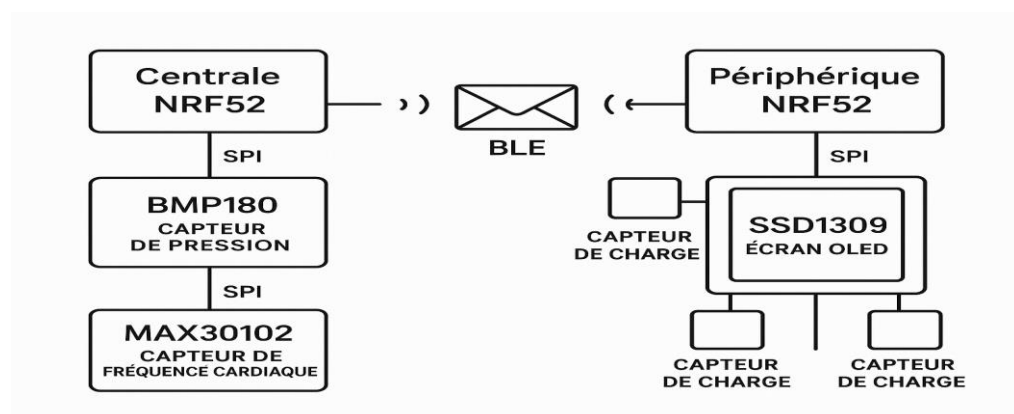 Centrale
NRF52
BLE
Périphérique
NRF52
SPI
BMP180
CAPTEUR
DE PRESSION
SPI
MAX30102
CAPTEUR DE
FRÉQUENCE CARDIAQUE
SPI
CAPTEUR
DE CHARGE
SSD1309
ÉCRAN OLED
CAPTEUR
DE CHARGE
CAPTEUR
DE CHARGE